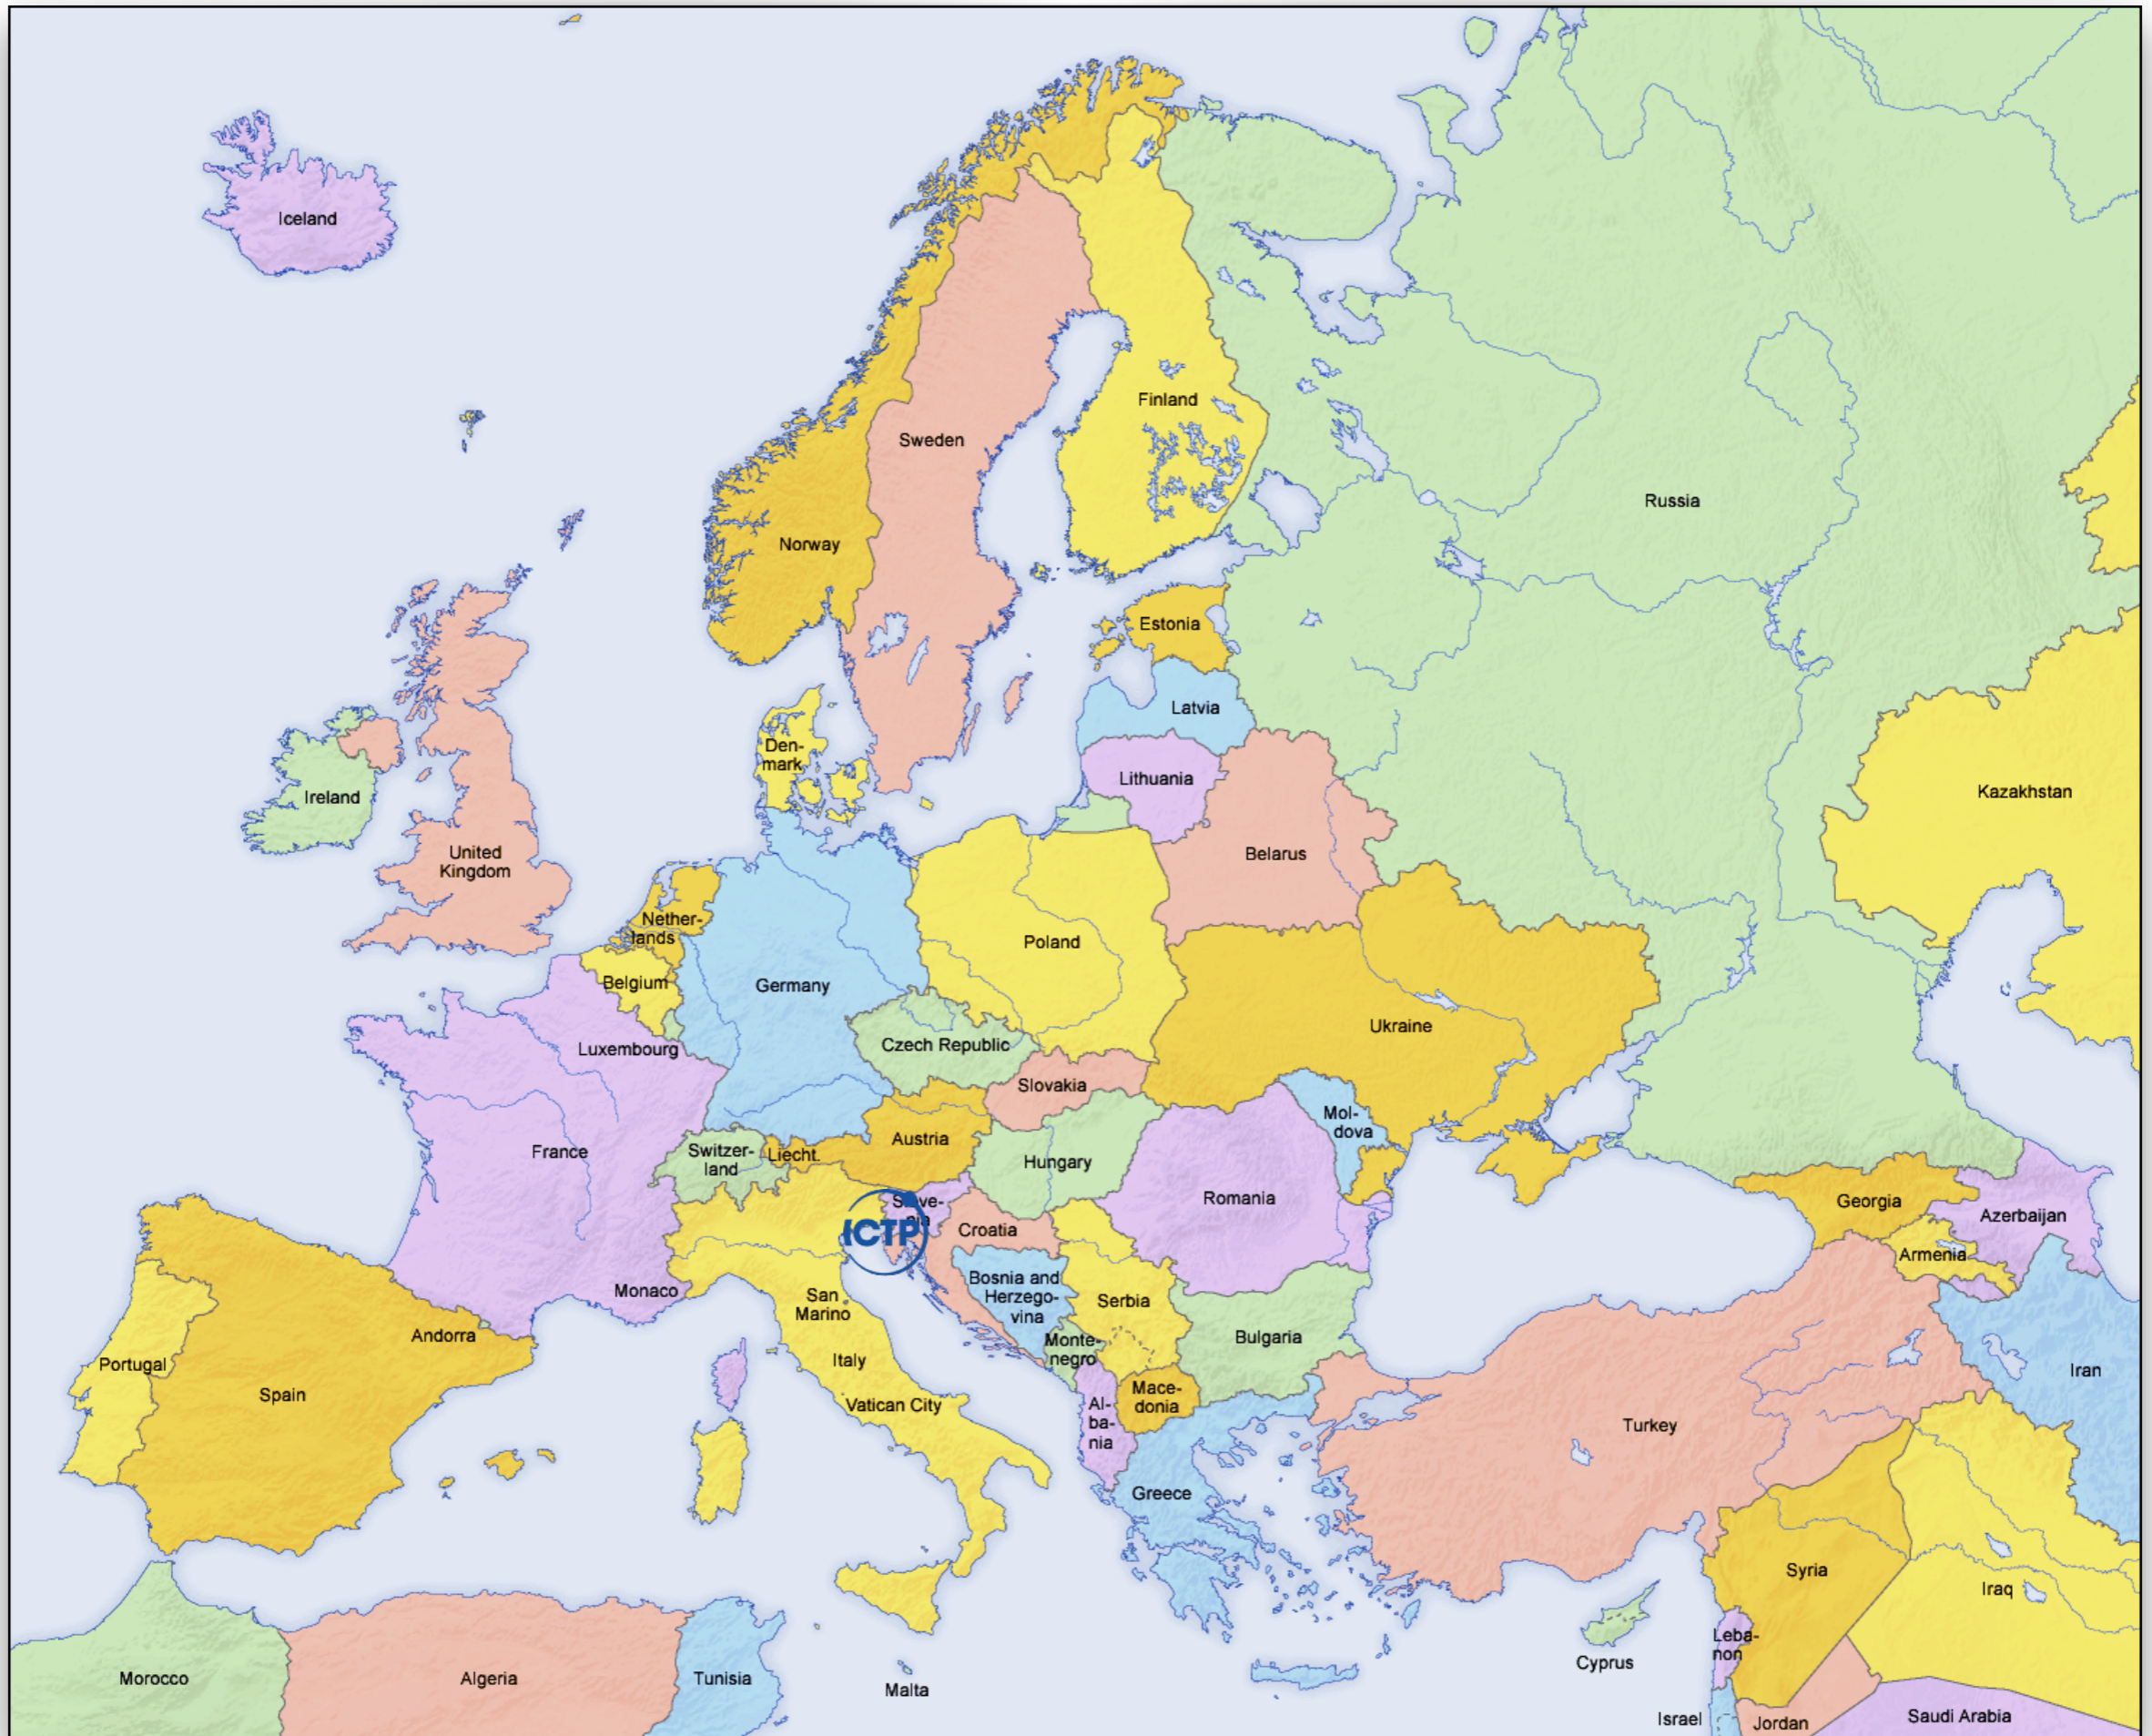 Iceland
Finland
Sweden
Russia
Norway
Estonia
Latvia
Den-
mark
Lithuania
Ireland
Kazakhstan
United
Kingdom
Belarus
Nether-
lands
Poland
Belgium
Germany
Ukraine
Czech Republic
Luxembourg
Slovakia
Mol-
dova
Austria
France
Switzer-
land
Liecht.
Hungary
Romania
Slove-
nia
ICTP
Croatia
Georgia
Azerbaijan
Armenia
Bosnia and
Herzego-
vina
Monaco
San
Marino
Serbia
Andorra
Monte-
negro
Bulgaria
Portugal
Spain
Italy
Iran
Mace-
donia
Vatican City
Al-
ba-
nia
Turkey
Greece
Syria
Iraq
Leba-
non
Cyprus
Morocco
Algeria
Tunisia
Malta
Israel
Jordan
Saudi Arabia